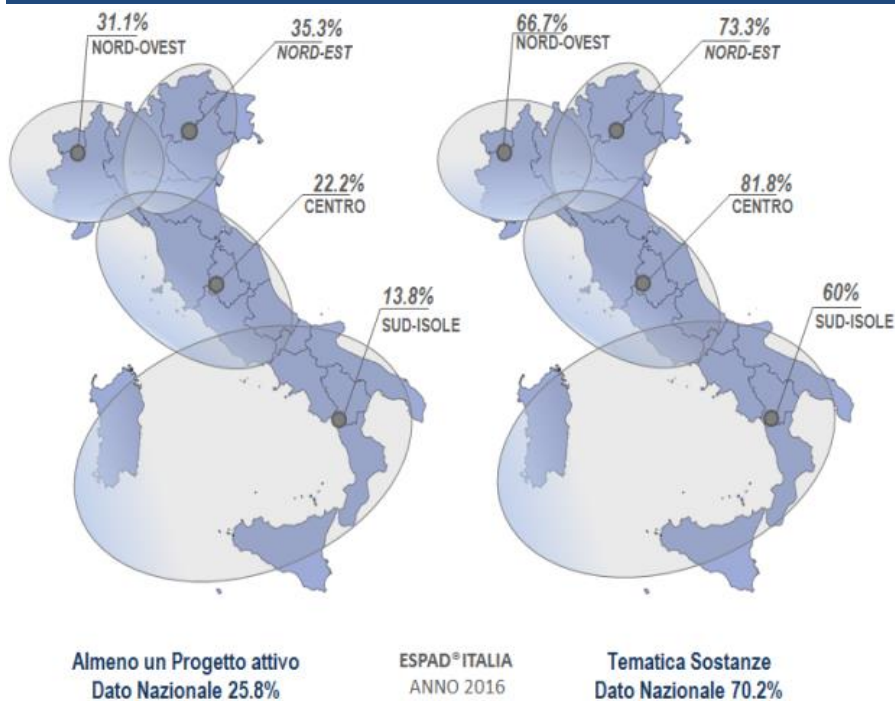 31.1%
NORD-OVEST
35.3%
NORD-EST
22.2%
CENTRO
13.8%
SUD-ISOLE
66.7%
NORD-OVEST
73.3%
NORD-EST
81.8%
CENTRO
60%
SUD-ISOLE
Almeno un Progetto attivo
Dato Nazionale 25.8%
ESPAD®ITALIA
ANNO 2016
Tematica Sostanze
Dato Nazionale 70.2%